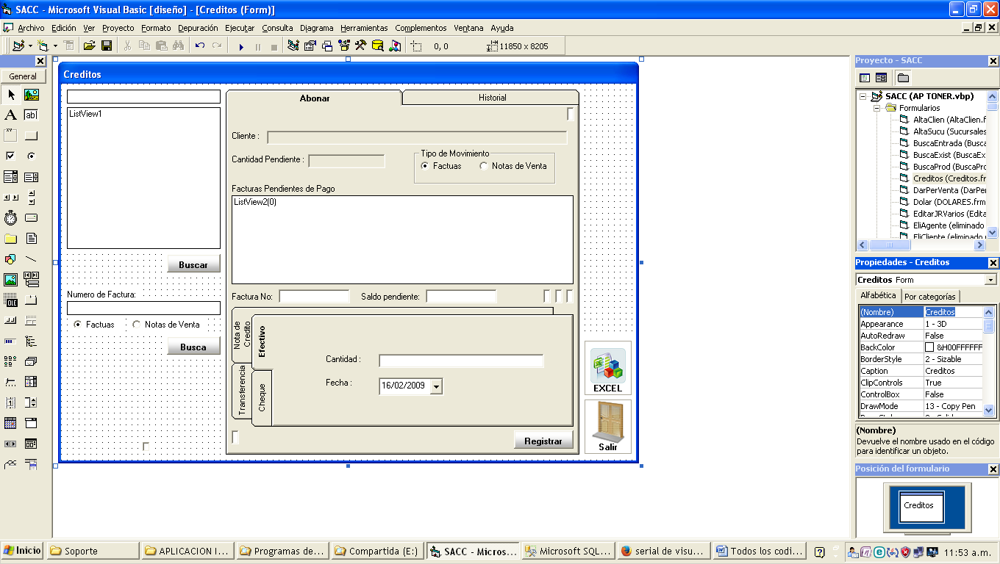 SACC - Microsoft Visual Basic [diseño] - [Creditos (Form)]
Archivo Edición Ver Proyecto Formato Depuración Ejecutar Consulta Diagrama Herramientas Complementos Ventana Ayuda
0, 0 11850 x 8205
General
A ab|
xy
OLE
Creditos
ListView1
Buscar
Numero de Factura:
Factuas Notas de Venta
Busca
Abonar Historial
Cliente :
Cantidad Pendiente :
Tipo de Movimiento
Factuas Notas de Venta
Facturas Pendientes de Pago
ListView2(0)
Factura No: Saldo pendiente:
Nota de Credito
Efectivo
Transferencia
Cheque
Cantidad :
Fecha : 16/02/2009
Registrar
EXCEL
Salir
Proyecto - SACC
SACC (AP TONER.vbp)
Formularios
AltaClien (AltaClien.f
AltaSucu (Sucursales
BuscaEntrada (Busca
BuscaExist (BuscaEx
BuscaProd (BuscaPro
Creditos (Creditos.fr
DarPerVenta (DarPer
Dolar (DOLARES.frm
EditarJRVarios (Edita
EliAgente (eliminado
EliCliente (eliminado
Propiedades - Creditos
Creditos Form
Alfabética Por categorías
(Nombre) Creditos
Appearance 1 - 3D
AutoRedraw False
BackColor &H00FFFFFF
BorderStyle 2 - Sizable
Caption Creditos
ClipControls True
ControlBox False
DrawMode 13 - Copy Pen
(Nombre)
Devuelve el nombre usado en el código
para identificar un objeto.
Posición del formulario
Creditos
Inicio Soporte APLICACION I... Programas de... Compartida (E:) SACC - Micros... Microsoft SQL... serial de visu... Todos los codi... 11:53 a.m.